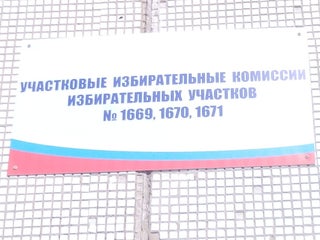 УЧАСТКОВЫЕ ИЗБИРАТЕЛЬНЫЕ КОМИССИИ
ИЗБИРАТЕЛЬНЫХ УЧАСТКОВ
№ 1669, 1670, 1671